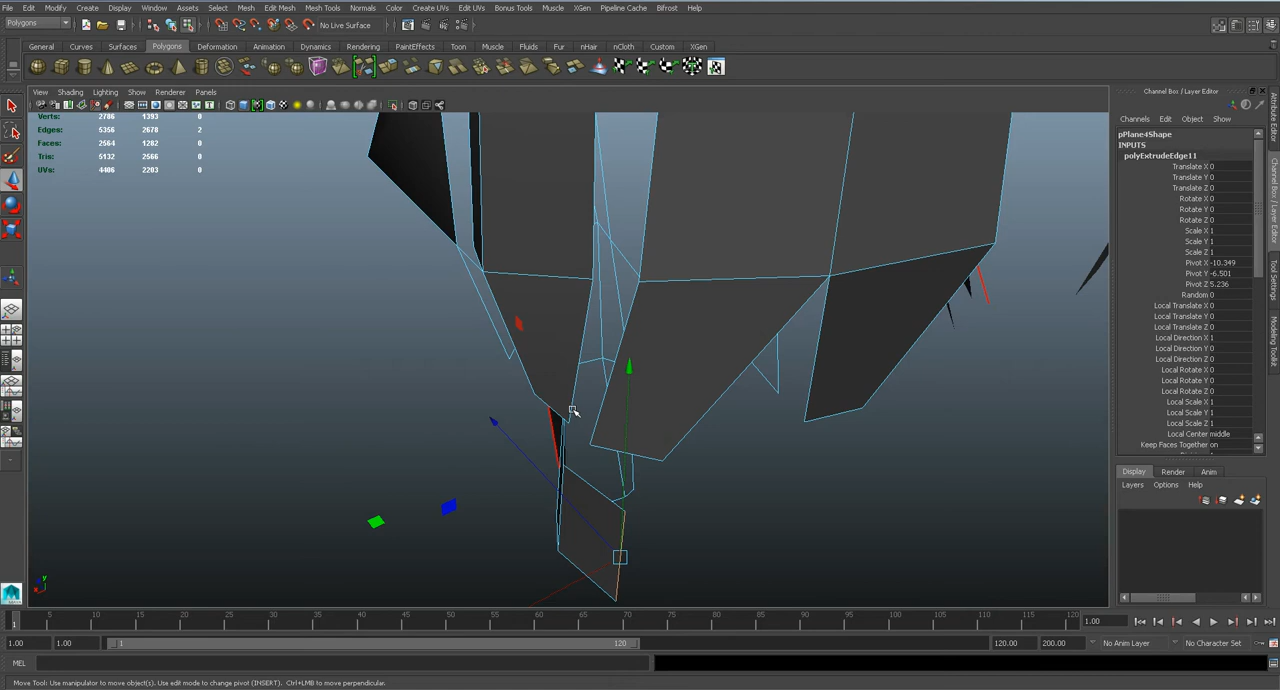 File Edit Modify Create Display Window Assets Select Mesh Edit Mesh Mesh Tools Normals Color Create UVs Edit UVs Bonus Tools Muscle XGen Pipeline Cache Bifrost Help
Polygons No Live Surface
General Curves Surfaces Polygons Deformation Animation Dynamics Rendering PaintEffects Toon Muscle Fluids Fur nHair nCloth Custom XGen
View Shading Lighting Show Renderer Panels
Channel Box / Layer Editor
Verts: 2786 1393 0
Edges: 5356 2678 2
Faces: 2564 1282 0
Tris: 5132 2566 0
UVs: 4406 2203 0
Channels Edit Object Show
pPlane4Shape
INPUTS
polyExtrudeEdge11
Translate X 0
Translate Y 0
Translate Z 0
Rotate X 0
Rotate Y 0
Rotate Z 0
Scale X 1
Scale Y 1
Scale Z 1
Pivot X -10.349
Pivot Y -6.501
Pivot Z 5.236
Random 0
Local Translate X 0
Local Translate Y 0
Local Translate Z 0
Local Direction X 1
Local Direction Y 0
Local Direction Z 0
Local Rotate X 0
Local Rotate Y 0
Local Rotate Z 0
Local Scale X 1
Local Scale Y 1
Local Scale Z 1
Local Center middle
Keep Faces Together on
Attribute Editor
Channel Box / Layer Editor
Tool Settings
Modeling Toolkit
Display Render Anim
Layers Options Help
5 10 15 20 25 30 35 40 45 50 55 60 65 70 75 80 85 90 95 100 105 110 115 120
1.00
1.00 1.00 1 120 120.00 200.00 No Anim Layer No Character Set
MEL
Move Tool: Use manipulator to move object(s). Use edit mode to change pivot (INSERT). Ctrl+LMB to move perpendicular.